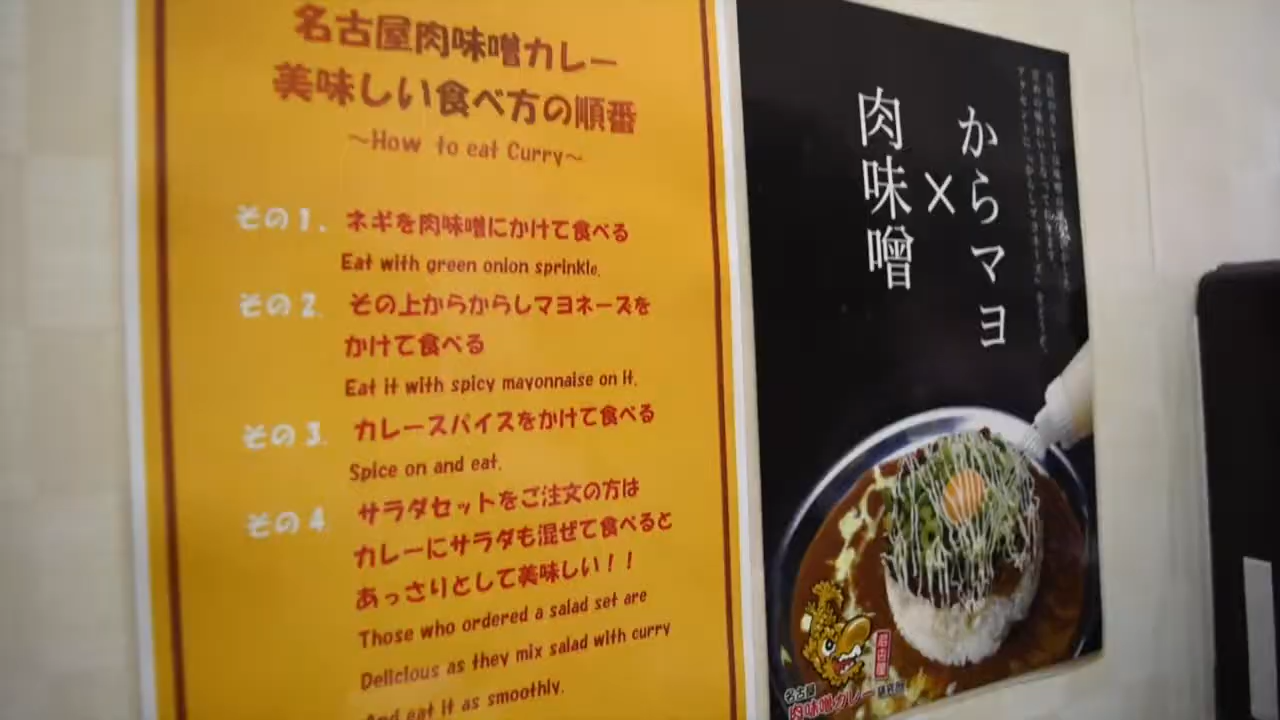 名古屋肉味噌カレー
美味しい食べ方の順番
～How to eat Curry～
その1. ネギを肉味噌にかけて食べる
Eat with green onion sprinkle.
その2. その上からからしマヨネーズを
かけて食べる
Eat it with spicy mayonnaise on it.
その3. カレースパイスをかけて食べる
Spice on and eat.
その4 サラダセットをご注文の方は
カレーにサラダも混ぜて食べると
あっさりとして美味しい!!
Those who ordered a salad set are
Delicious as they mix salad with curry
And eat it as smoothly.
からマヨ
×
肉味噌
名古屋
名古屋
肉味噌カレー